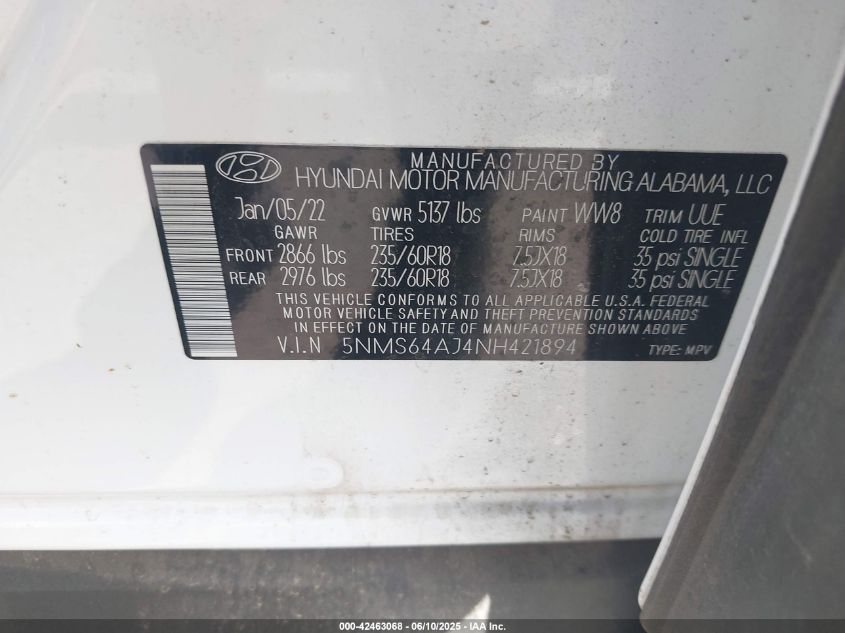 MANUFACTURED BY
HYUNDAI MOTOR MANUFACTURING ALABAMA, LLC
Jan/05/22 GVWR 5137 lbs PAINT WW8 TRIM UUE
GAWR TIRES RIMS COLD TIRE INFL
FRONT 2866 lbs 235/60R18 7.5JX18 35 psi SINGLE
REAR 2976 lbs 235/60R18 7.5JX18 35 psi SINGLE
THIS VEHICLE CONFORMS TO ALL APPLICABLE U.S.A. FEDERAL
MOTOR VEHICLE SAFETY AND THEFT PREVENTION STANDARDS
IN EFFECT ON THE DATE OF MANUFACTURING SHOWN ABOVE
V.I.N 5NMS64AJ4NH421894 TYPE: MPV
000-42463068 - 06/10/2025 - IAA Inc.